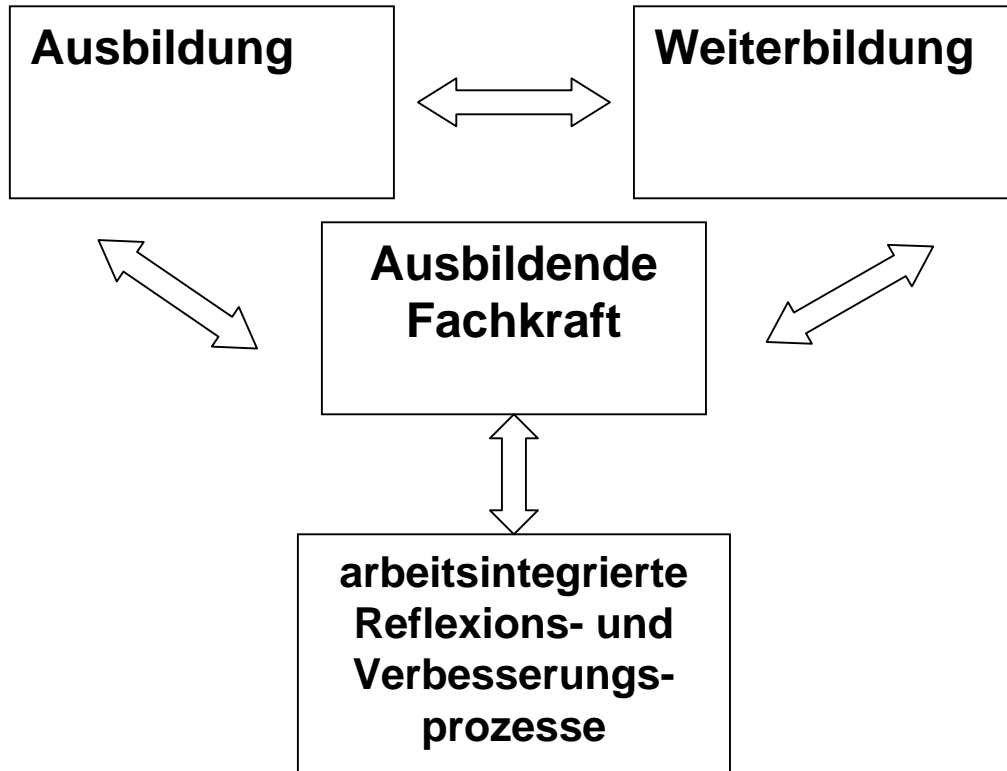 Ausbildung
Weiterbildung
Ausbildende
Fachkraft
arbeitsintegrierte
Reflexions- und
Verbesserungs-
prozesse